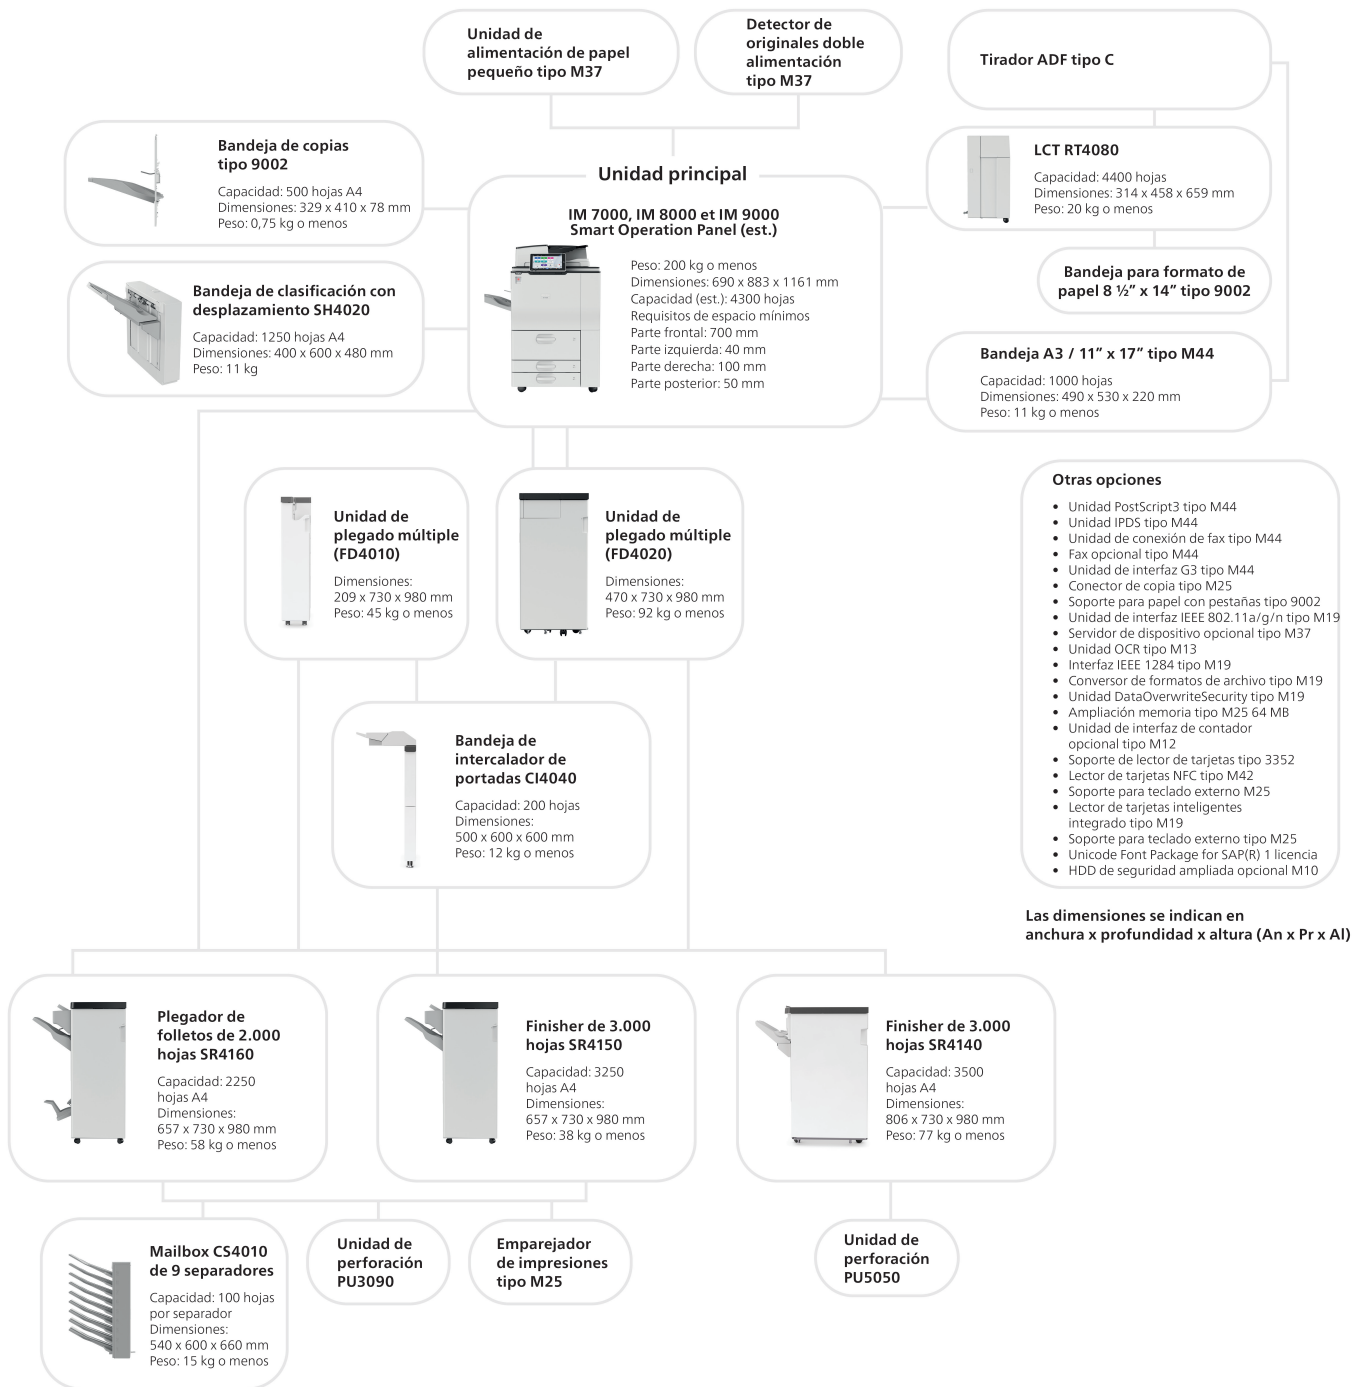 Unidad de
alimentación de papel
pequeño tipo M37
Detector de
originales doble
alimentación
tipo M37
Tirador ADF tipo C
Bandeja de copias
tipo 9002
Capacidad: 500 hojas A4
Dimensiones: 329 x 410 x 78 mm
Peso: 0,75 kg o menos
Unidad principal
IM 7000, IM 8000 et IM 9000
Smart Operation Panel (est.)
Peso: 200 kg o menos
Dimensiones: 690 x 883 x 1161 mm
Capacidad (est.): 4300 hojas
Requisitos de espacio mínimos
Parte frontal: 700 mm
Parte izquierda: 40 mm
Parte derecha: 100 mm
Parte posterior: 50 mm
LCT RT4080
Capacidad: 4400 hojas
Dimensiones: 314 x 458 x 659 mm
Peso: 20 kg o menos
Bandeja para formato de
papel 8 ½” x 14” tipo 9002
Bandeja de clasificación con
desplazamiento SH4020
Capacidad: 1250 hojas A4
Dimensiones: 400 x 600 x 480 mm
Peso: 11 kg
Bandeja A3 / 11” x 17” tipo M44
Capacidad: 1000 hojas
Dimensiones: 490 x 530 x 220 mm
Peso: 11 kg o menos
Unidad de
plegado múltiple
(FD4010)
Dimensiones:
209 x 730 x 980 mm
Peso: 45 kg o menos
Unidad de
plegado múltiple
(FD4020)
Dimensiones:
470 x 730 x 980 mm
Peso: 92 kg o menos
Otras opciones
• Unidad PostScript3 tipo M44
• Unidad IPDS tipo M44
• Unidad de conexión de fax tipo M44
• Fax opcional tipo M44
• Unidad de interfaz G3 tipo M44
• Conector de copia tipo M25
• Soporte para papel con pestañas tipo 9002
• Unidad de interfaz IEEE 802.11a/g/n tipo M19
• Servidor de dispositivo opcional tipo M37
• Unidad OCR tipo M13
• Interfaz IEEE 1284 tipo M19
• Conversor de formatos de archivo tipo M19
• Unidad DataOverwriteSecurity tipo M19
• Ampliación memoria tipo M25 64 MB
• Unidad de interfaz de contador
opcional tipo M12
• Soporte de lector de tarjetas tipo 3352
• Lector de tarjetas NFC tipo M42
• Soporte para teclado externo M25
• Lector de tarjetas inteligentes
integrado tipo M19
• Soporte para teclado externo tipo M25
• Unicode Font Package for SAP(R) 1 licencia
• HDD de seguridad ampliada opcional M10
Las dimensiones se indican en
anchura x profundidad x altura (An x Pr x Al)
Bandeja de
intercalador de
portadas CI4040
Capacidad: 200 hojas
Dimensiones:
500 x 600 x 600 mm
Peso: 12 kg o menos
Plegador de
folletos de 2.000
hojas SR4160
Capacidad: 2250
hojas A4
Dimensiones:
657 x 730 x 980 mm
Peso: 58 kg o menos
Finisher de 3.000
hojas SR4150
Capacidad: 3250
hojas A4
Dimensiones:
657 x 730 x 980 mm
Peso: 38 kg o menos
Finisher de 3.000
hojas SR4140
Capacidad: 3500
hojas A4
Dimensiones:
806 x 730 x 980 mm
Peso: 77 kg o menos
Mailbox CS4010
de 9 separadores
Capacidad: 100 hojas
por separador
Dimensiones:
540 x 600 x 660 mm
Peso: 15 kg o menos
Unidad de
perforación
PU3090
Emparejador
de impresiones
tipo M25
Unidad de
perforación
PU5050